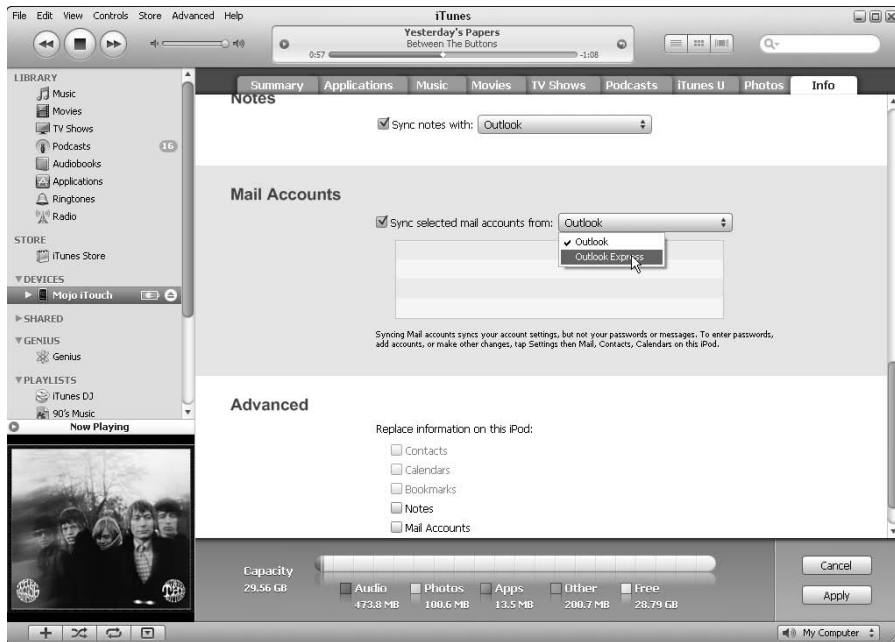 File Edit View Controls Store Advanced Help
iTunes
Yesterday's Papers
Between The Buttons
0:57
-1:08
Q
LIBRARY
Music
Movies
TV Shows
Podcasts 16
Audiobooks
Applications
Ringtones
Radio
STORE
iTunes Store
DEVICES
Mojo iTouch
SHARED
GENIUS
Genius
PLAYLISTS
iTunes DJ
90's Music
Now Playing
Summary Applications Music Movies TV Shows Podcasts iTunes U Photos Info
Notes
Sync notes with: Outlook
Mail Accounts
Sync selected mail accounts from: Outlook
Outlook
Outlook Express
Syncing Mail accounts syncs your account settings, but not your passwords or messages. To enter passwords,
add accounts, or make other changes, tap Settings then Mail, Contacts, Calendars on this iPod.
Advanced
Replace information on this iPod:
Contacts
Calendars
Bookmarks
Notes
Mail Accounts
Capacity
29.56 GB
Audio Photos Apps Other Free
473.8 MB 100.6 MB 13.5 MB 200.7 MB 28.79 GB
Cancel
Apply
My Computer